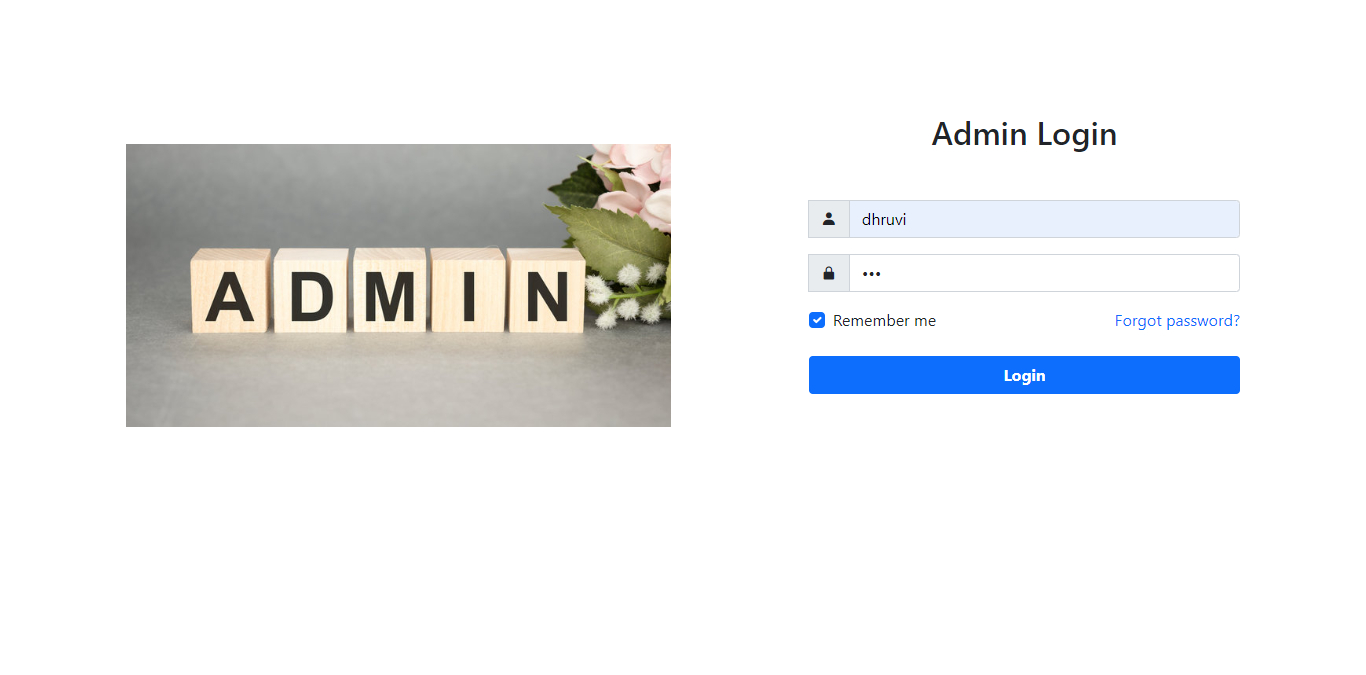 ADMIN
Admin Login
dhruvi
•••
Remember me
Forgot password?
Login